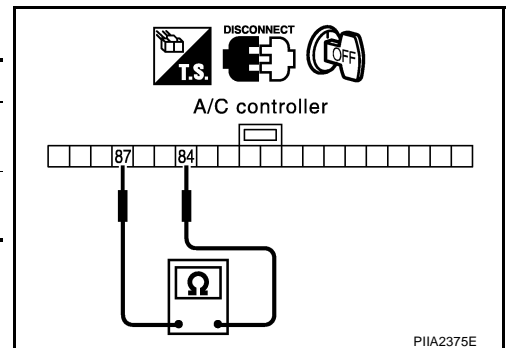 DISCONNECT
T.S.
OFF
A/C controller
87 84
Ω
PIIA2375E